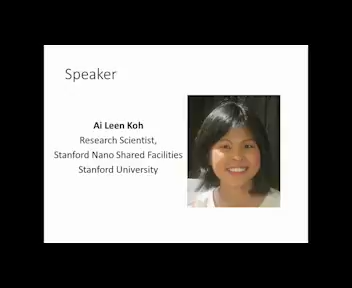 Speaker
Ai Leen Koh
Research Scientist,
Stanford Nano Shared Facilities
Stanford University